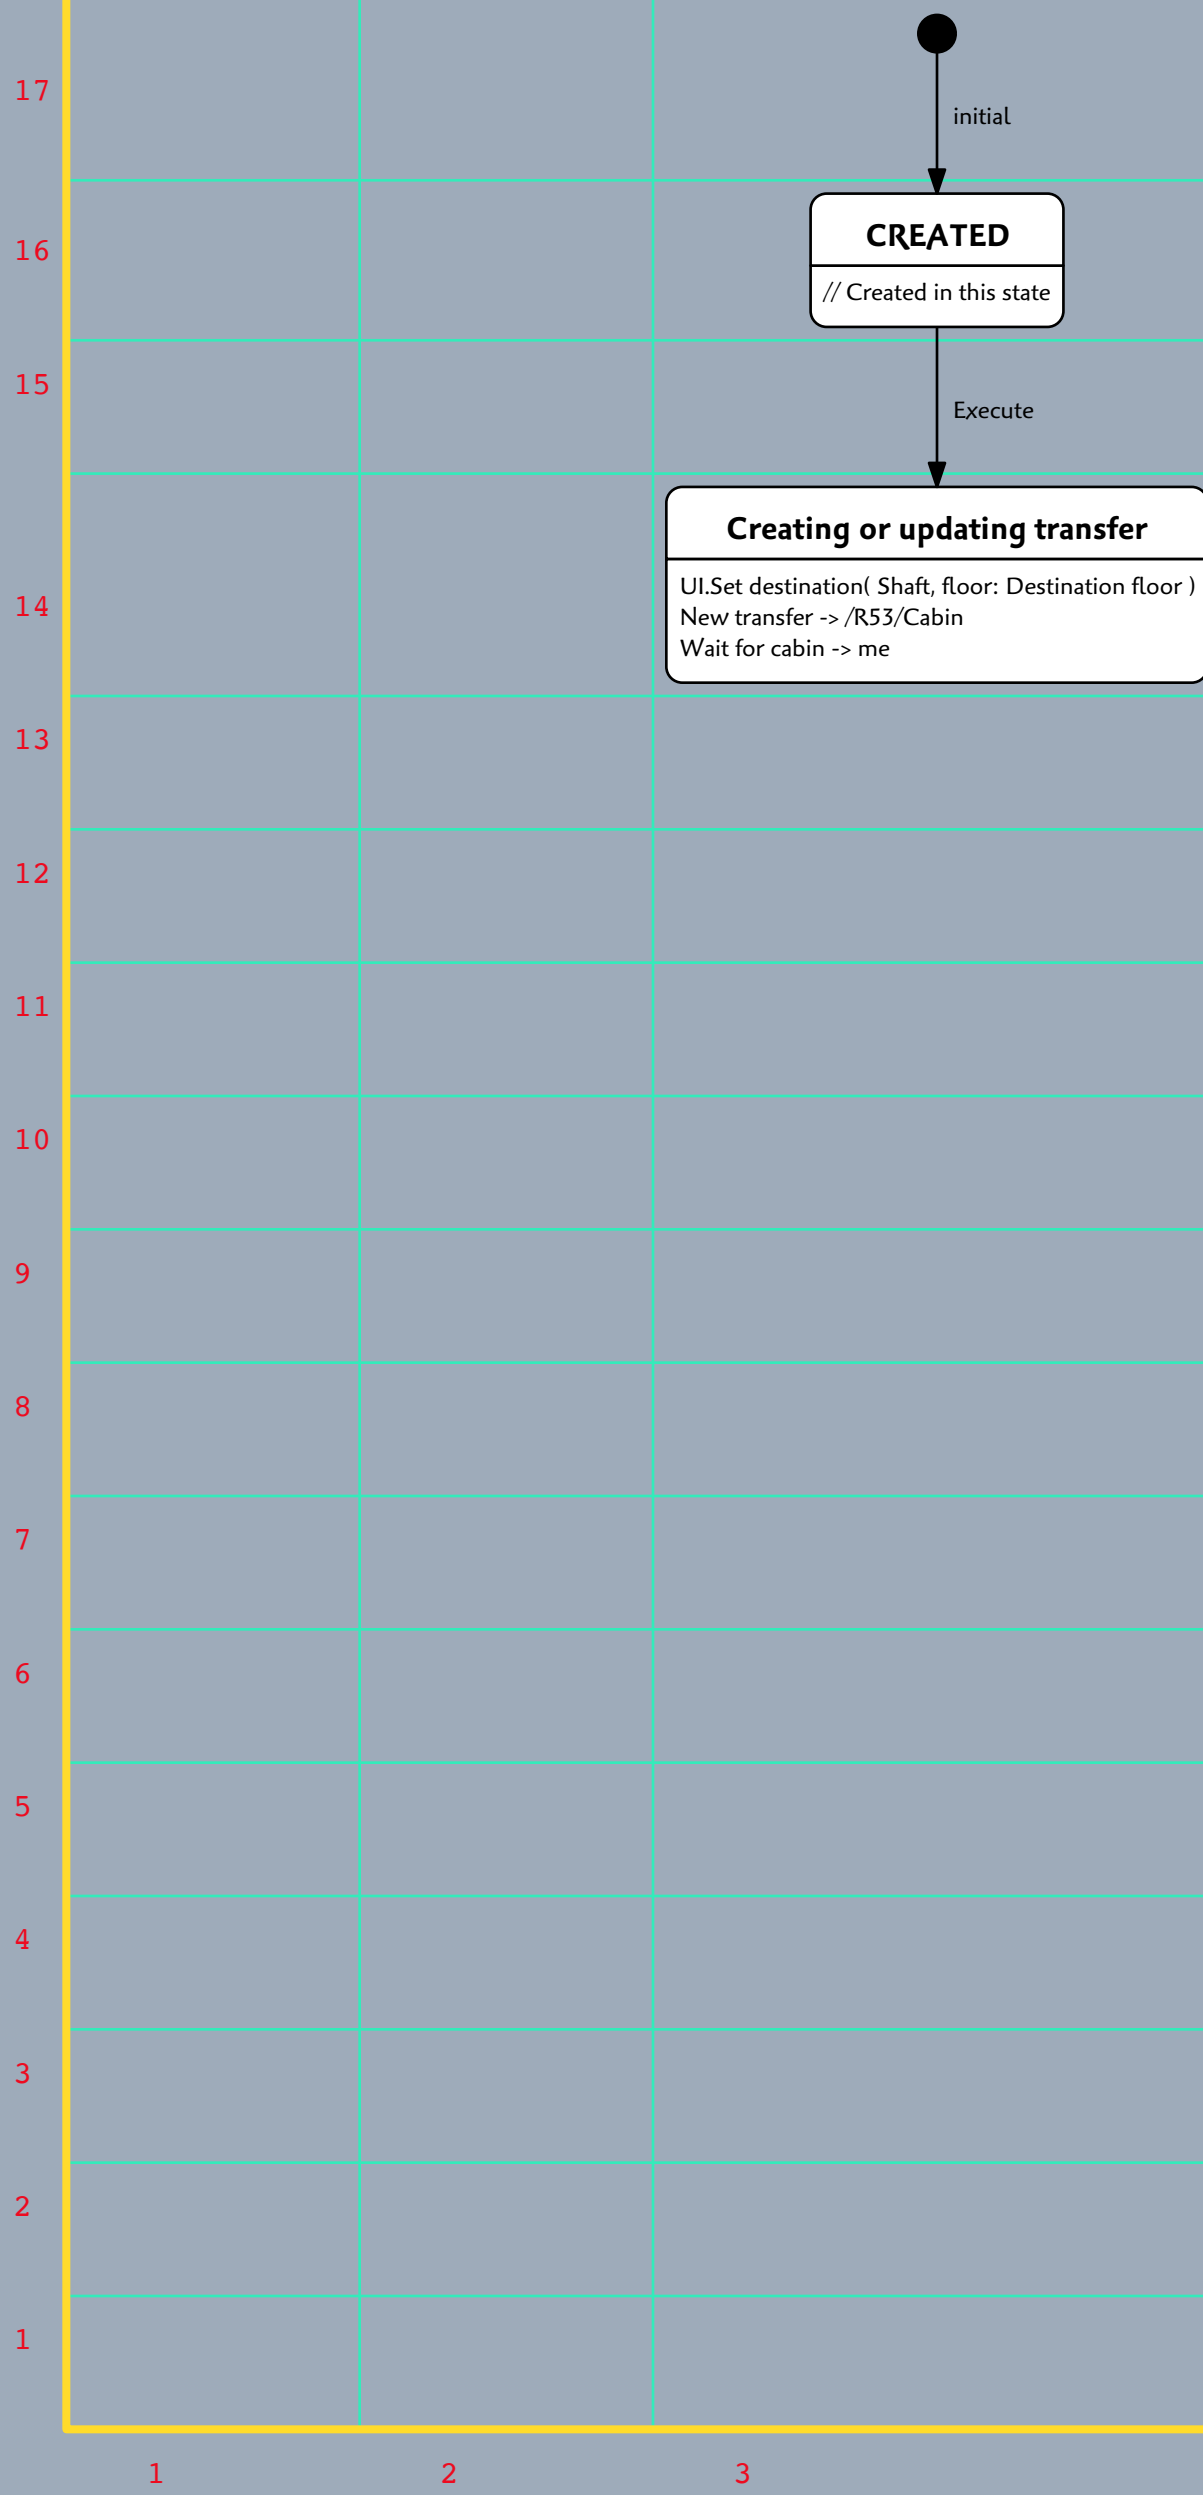 17
initial
CREATED
16
// Created in this state
15
Execute
Creating or updating transfer
UI.Set destination( Shaft, floor: Destination floor )
14
New transfer -> /R53/Cabin
Wait for cabin -> me
13
12
11
10
9
8
7
6
5
4
3
2
1
1 2 3